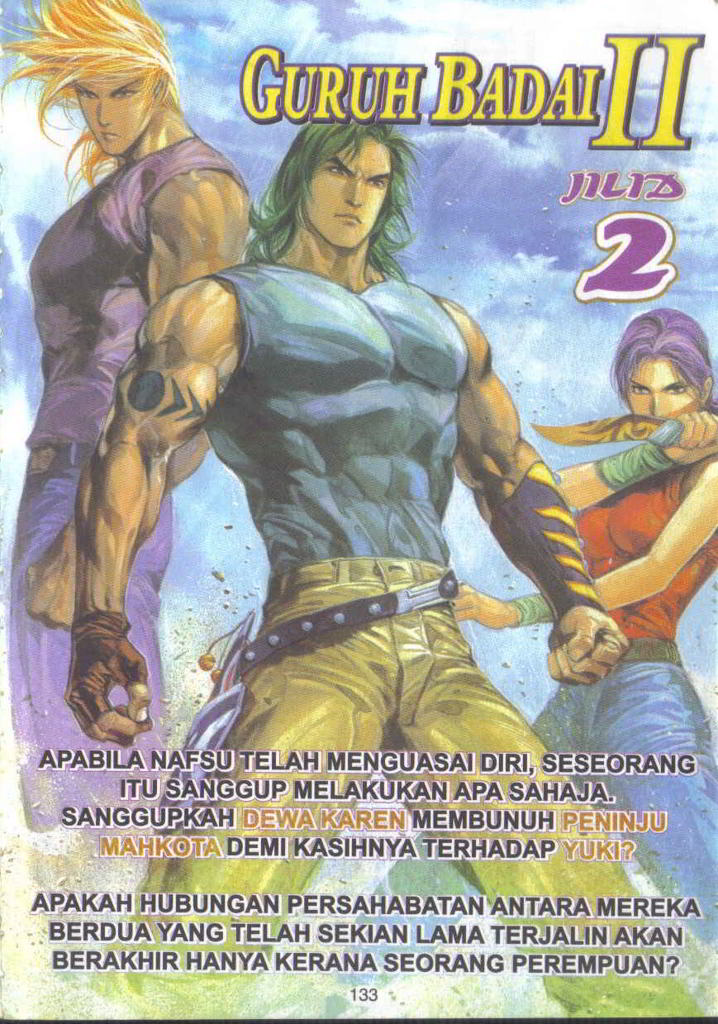 GURUH BADAI II
JILID
2
APABILA NAFSU TELAH MENGUASAI DIRI, SESEORANG
ITU SANGGUP MELAKUKAN APA SAHAJA.
SANGGUPKAH DEWA KAREN MEMBUNUH PENINJU
MAHKOTA DEMI KASIHNYA TERHADAP YUKI?
APAKAH HUBUNGAN PERSAHABATAN ANTARA MEREKA
BERDUA YANG TELAH SEKIAN LAMA TERJALIN AKAN
BERAKHIR HANYA KERANA SEORANG PEREMPUAN?
133